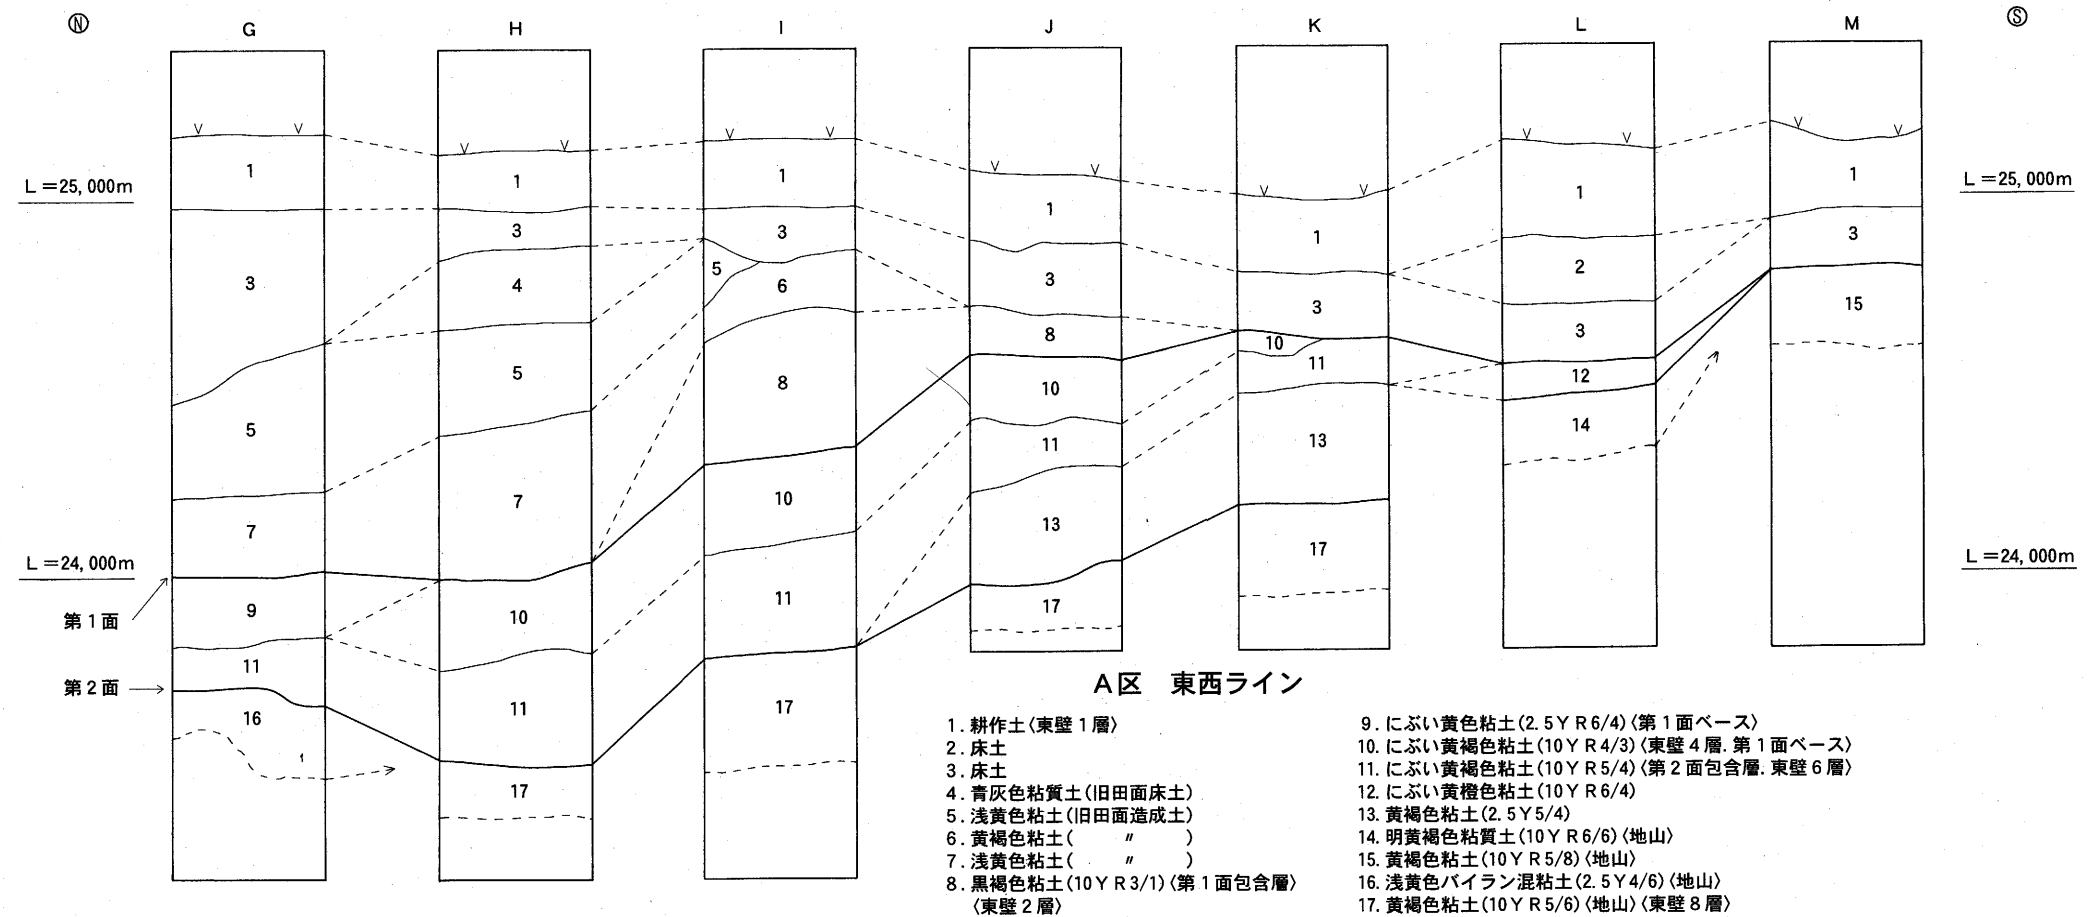 Ⓝ G H I J K L M Ⓢ
L=25,000m
L=25,000m
L=24,000m
L=24,000m
第1面
第2面
1
3
5
7
9
11
16
1
3
4
5
7
10
11
17
1
3
5
6
8
10
11
17
1
3
8
10
11
13
17
1
3
10
11
13
17
1
2
3
12
14
1
3
15
A区 東西ライン
1. 耕作土〈東壁1層〉
2. 床土
3. 床土
4. 青灰色粘質土(旧田面床土)
5. 浅黄色粘土(旧田面造成土)
6. 黄褐色粘土( 〃 )
7. 浅黄色粘土( 〃 )
8. 黒褐色粘土(10YR3/1)〈第1面包含層〉
〈東壁2層〉
9. にぶい黄色粘土(2.5YR6/4)〈第1面ベース〉
10. にぶい黄褐色粘土(10YR4/3)〈東壁4層.第1面ベース〉
11. にぶい黄褐色粘土(10YR5/4)〈第2面包含層.東壁6層〉
12. にぶい黄橙色粘土(10YR6/4)
13. 黄褐色粘土(2.5Y5/4)
14. 明黄褐色粘質土(10YR6/6)〈地山〉
15. 黄褐色粘土(10YR5/8)〈地山〉
16. 浅黄色バイラン混粘土(2.5Y4/6)〈地山〉
17. 黄褐色粘土(10YR5/6)〈地山〉〈東壁8層〉